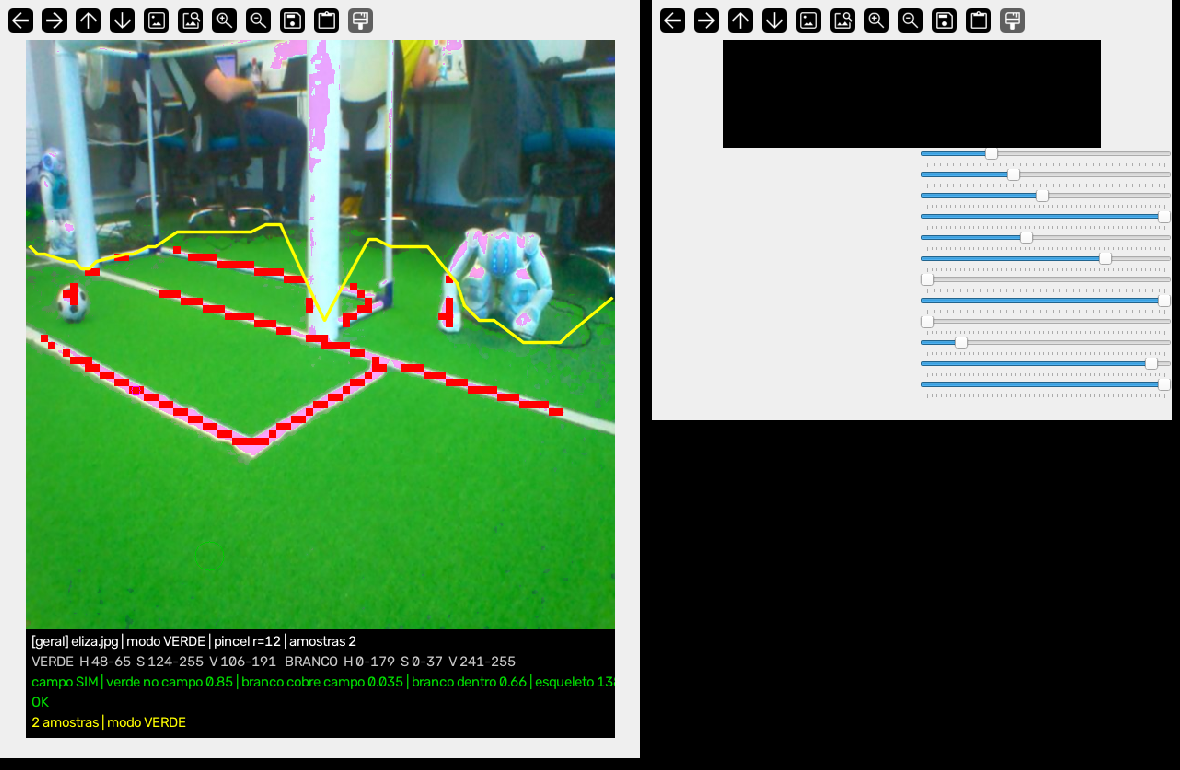 [geral] eliza.jpg | modo VERDE | pincel r=12 | amostras 2
VERDE H 48-65 S 124-255 V 106-191 BRANCO H 0-179 S 0-37 V 241-255
campo SIM | verde no campo 0.85 | branco cobre campo 0.035 | branco dentro 0.66 | esqueleto 1.38
OK
2 amostras | modo VERDE